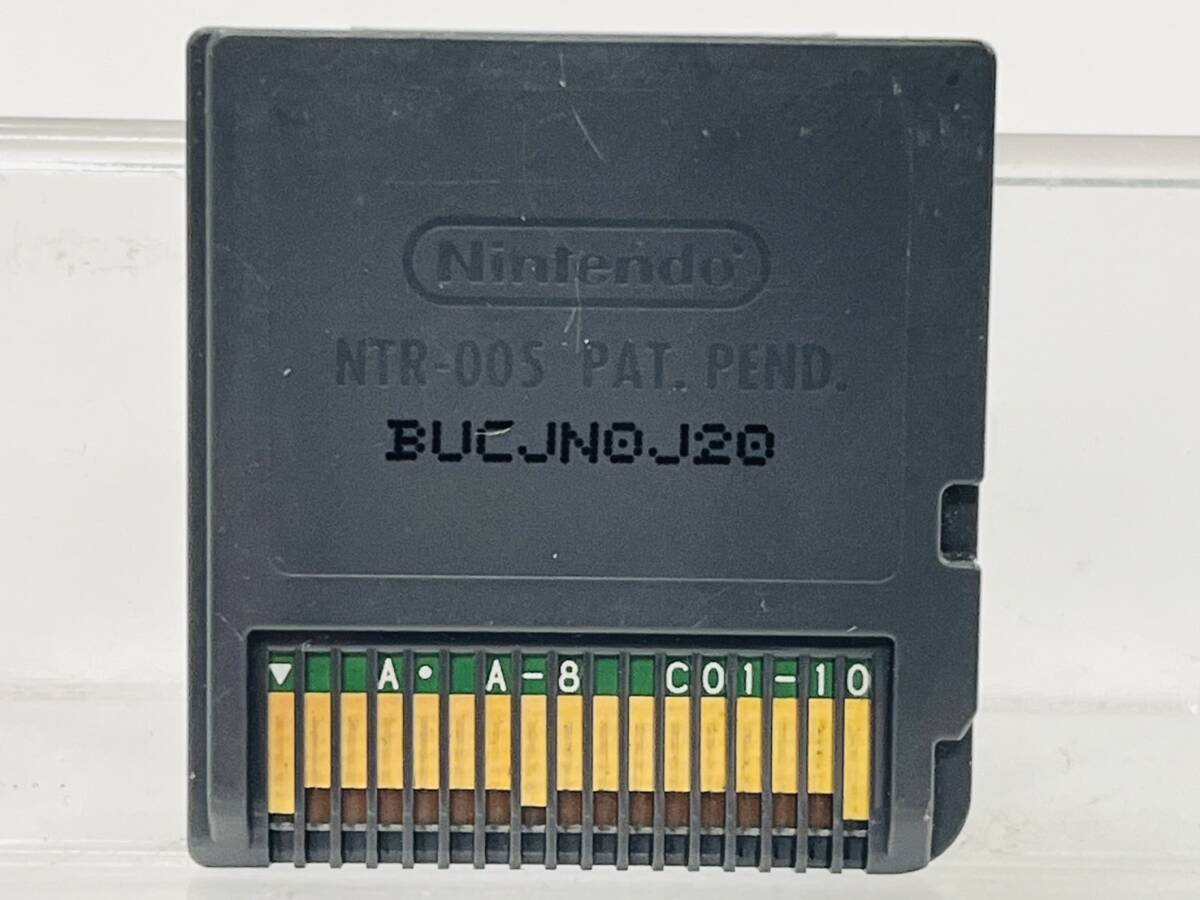 Nintendo
NTR-005 PAT. PEND.
BUCJN0J20
▼ A• A-8 C01-10